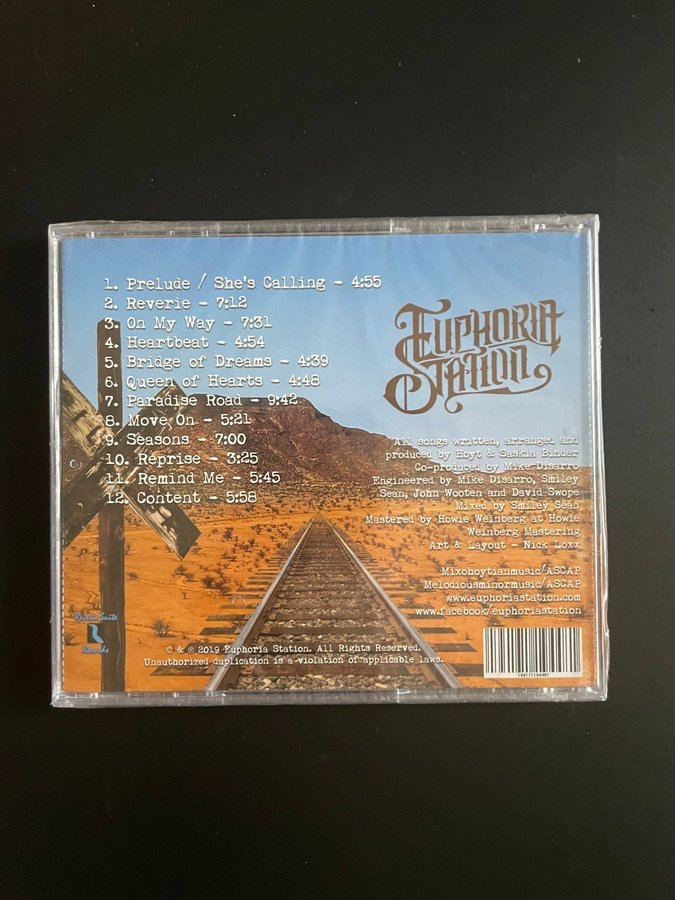 1. Prelude / She's Calling - 4:55
2. Reverie - 7:12
3. On My Way - 7:31
4. Heartbeat - 4:54
5. Bridge of Dreams - 4:39
6. Queen of Hearts - 4:48
7. Paradise Road - 9:42
8. Move On - 5:21
9. Seasons - 7:00
10. Reprise - 3:25
11. Remind Me - 5:45
12. Content - 5:58
EUPHORIA
STATION
All songs written, arranged and
produced by Hoyt & Saskia Binder
Co-produced by Mike Disarro
Engineered by Mike Disarro, Smiley
Sean, John Wooten and David Swope
Mixed by Smiley Sean
Mastered by Howie Weinberg at Howie
Weinberg Mastering
Art & Layout - Nick Loxx
Mixohoytianmusic/ASCAP
Melodiousminormusic/ASCAP
www.euphoriastation.com
www.facebook/euphoriastation
Suite
Records
© & ℗ 2019 Euphoria Station. All Rights Reserved.
Unauthorized duplication is a violation of applicable laws.